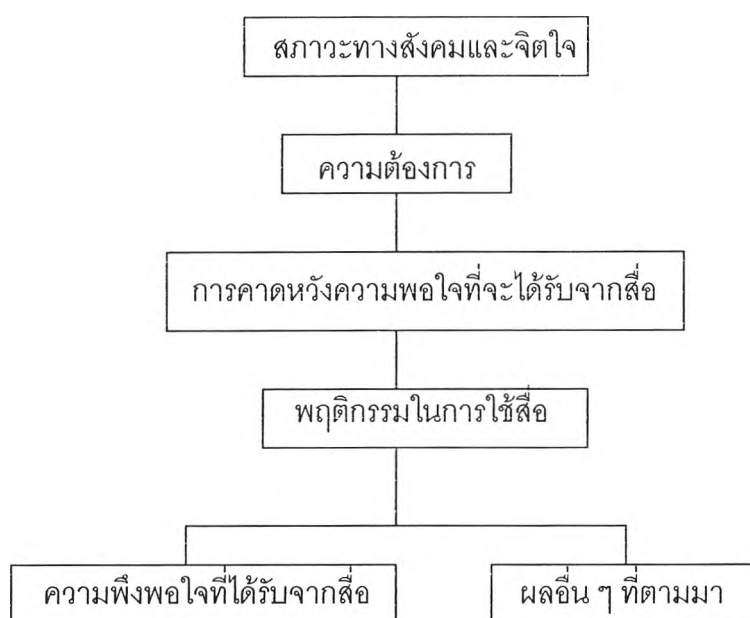 สภาวะทางสังคมและจิตใจ
ความต้องการ
การคาดหวังความพอใจที่จะได้รับจากสื่อ
พฤติกรรมในการใช้สื่อ
ความพึงพอใจที่ได้รับจากสื่อ
ผลอื่น ๆ ที่ตามมา